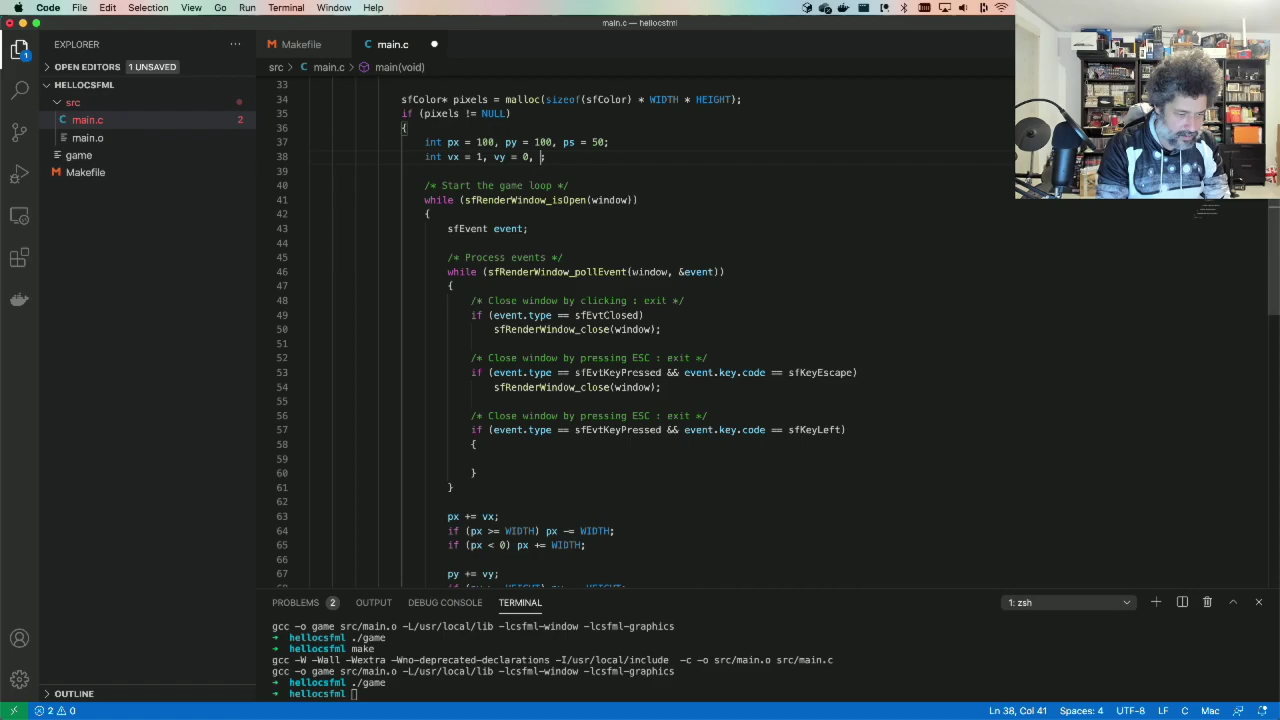 Code File Edit Selection View Go Run Terminal Window Help
main.c — hellocsfml
EXPLORER ···
Makefile
main.c
OPEN EDITORS 1 UNSAVED
src > C main.c > main(void)
HELLOCSFML
src
C main.c 2
main.o
game
M Makefile
33
34 sfColor* pixels = malloc(sizeof(sfColor) * WIDTH * HEIGHT);
35 if (pixels != NULL)
36 {
37 int px = 100, py = 100, ps = 50;
38 int vx = 1, vy = 0, ;
39
40 /* Start the game loop */
41 while (sfRenderWindow_isOpen(window))
42 {
43 sfEvent event;
44
45 /* Process events */
46 while (sfRenderWindow_pollEvent(window, &event))
47 {
48 /* Close window by clicking : exit */
49 if (event.type == sfEvtClosed)
50 sfRenderWindow_close(window);
51
52 /* Close window by pressing ESC : exit */
53 if (event.type == sfEvtKeyPressed && event.key.code == sfKeyEscape)
54 sfRenderWindow_close(window);
55
56 /* Close window by pressing ESC : exit */
57 if (event.type == sfEvtKeyPressed && event.key.code == sfKeyLeft)
58 {
59
60 }
61 }
62
63 px += vx;
64 if (px >= WIDTH) px -= WIDTH;
65 if (px < 0) px += WIDTH;
66
67 py += vy;
PROBLEMS 2 OUTPUT DEBUG CONSOLE TERMINAL 1: zsh
gcc -o game src/main.o -L/usr/local/lib -lcsfml-window -lcsfml-graphics
➜ hellocsfml ./game
➜ hellocsfml make
gcc -W -Wall -Wextra -Wno-deprecated-declarations -I/usr/local/include -c -o src/main.o src/main.c
gcc -o game src/main.o -L/usr/local/lib -lcsfml-window -lcsfml-graphics
➜ hellocsfml ./game
➜ hellocsfml
OUTLINE
2 0 Ln 38, Col 41 Spaces: 4 UTF-8 LF C Mac